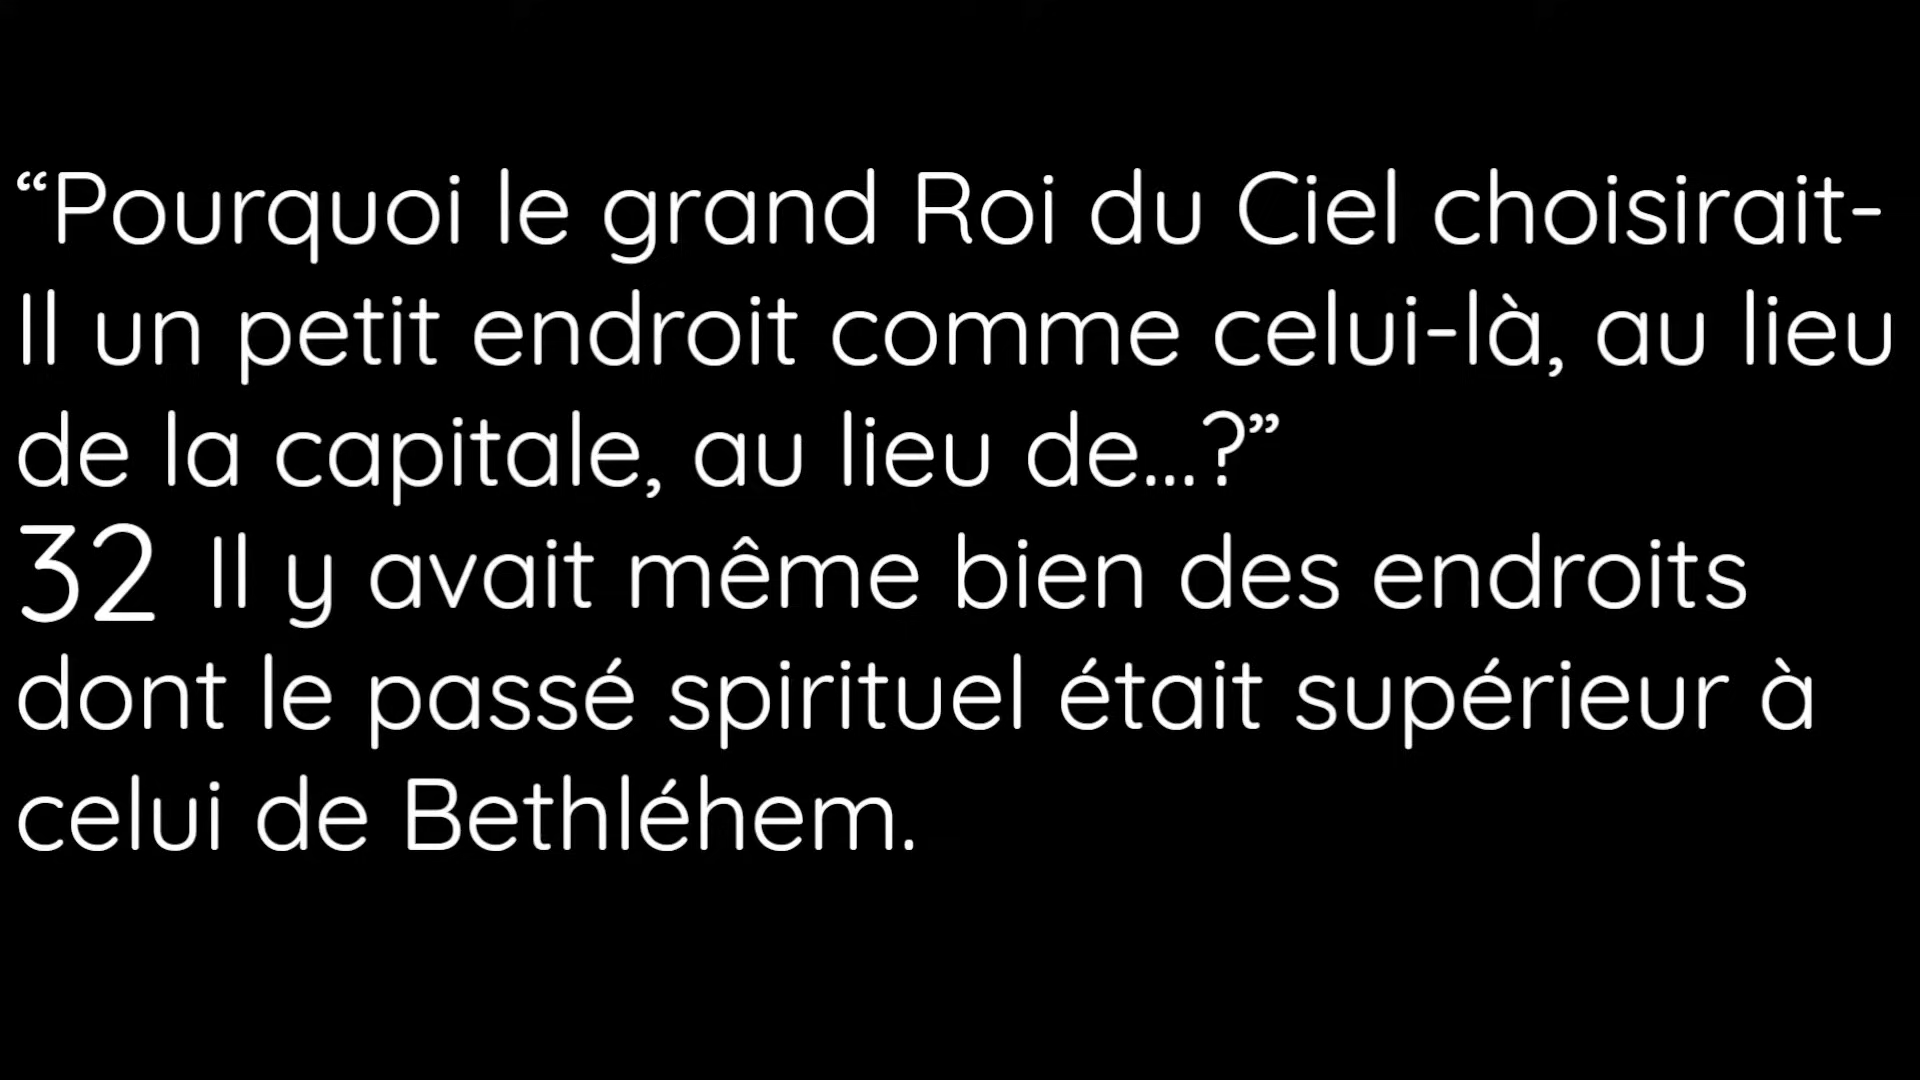 “Pourquoi le grand Roi du Ciel choisirait-
Il un petit endroit comme celui-là, au lieu
de la capitale, au lieu de...?”
32 Il y avait même bien des endroits
dont le passé spirituel était supérieur à
celui de Bethléhem.